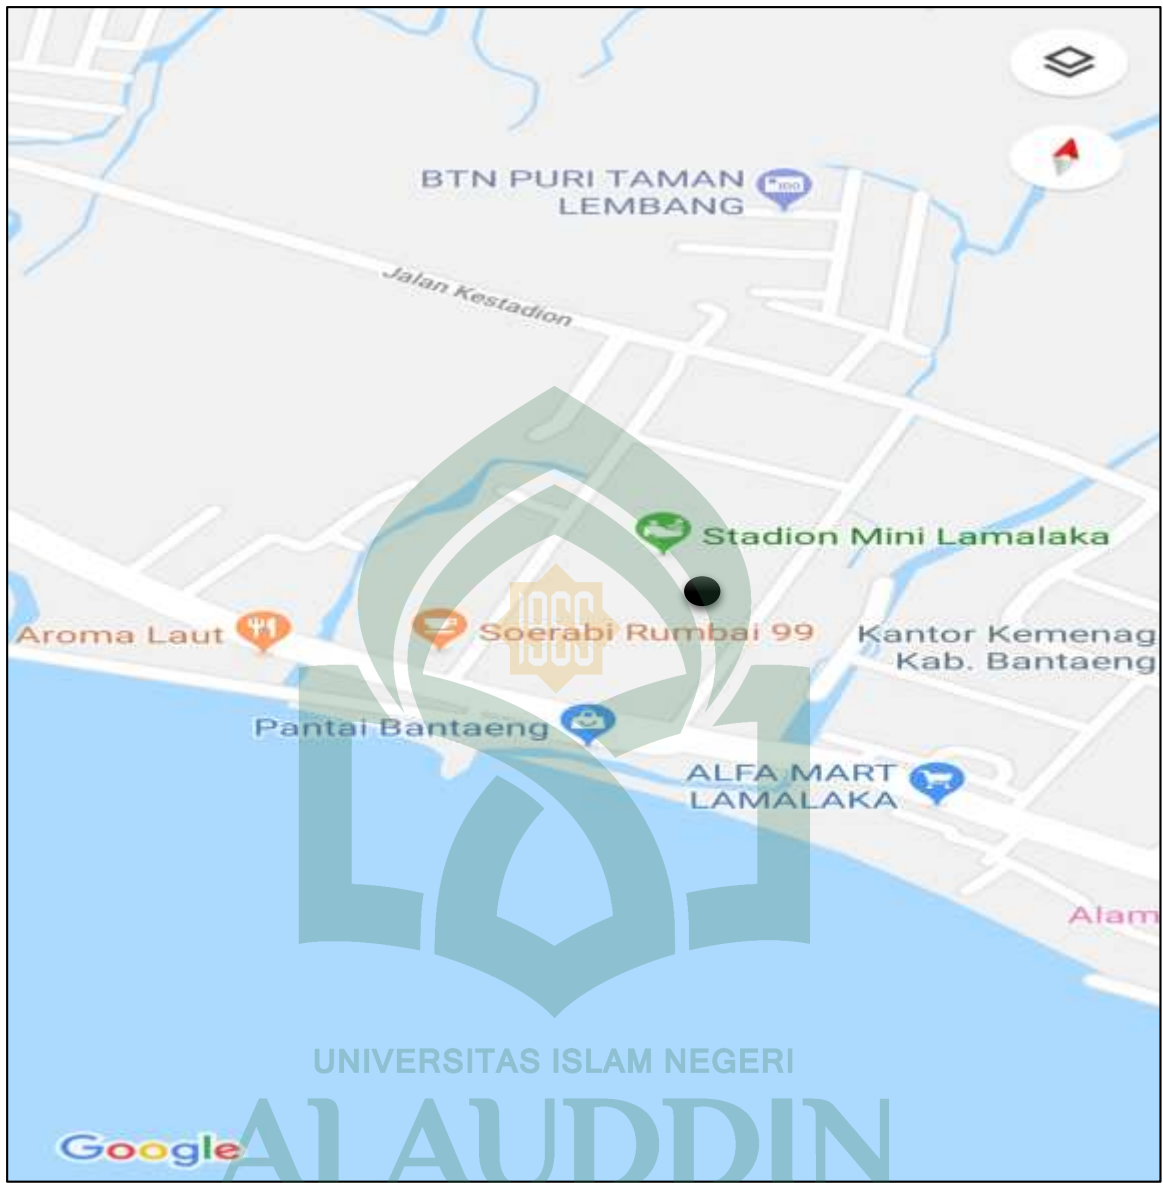 BTN PURI TAMAN
LEMBANG
Jalan Kestadion
Stadion Mini Lamalaka
Aroma Laut
Soerabi Rumbai 99
1965
Kantor Kemenag
Kab. Bantaeng
Pantai Bantaeng
ALFA MART
LAMALAKA
Alam
UNIVERSITAS ISLAM NEGERI
ALAUDDIN
Google